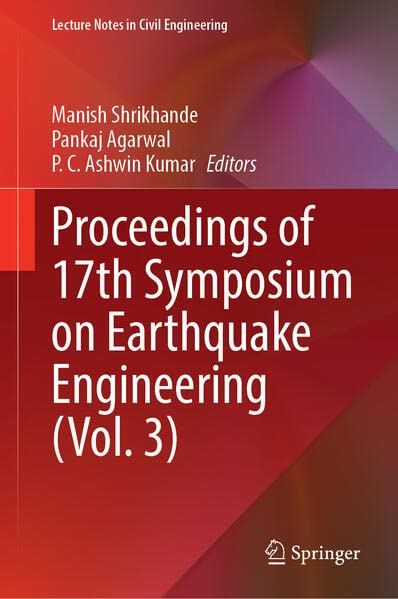 Lecture Notes in Civil Engineering
Manish Shrikhande
Pankaj Agarwal
P. C. Ashwin Kumar Editors
Proceedings of
17th Symposium
on Earthquake
Engineering
(Vol. 3)
Springer